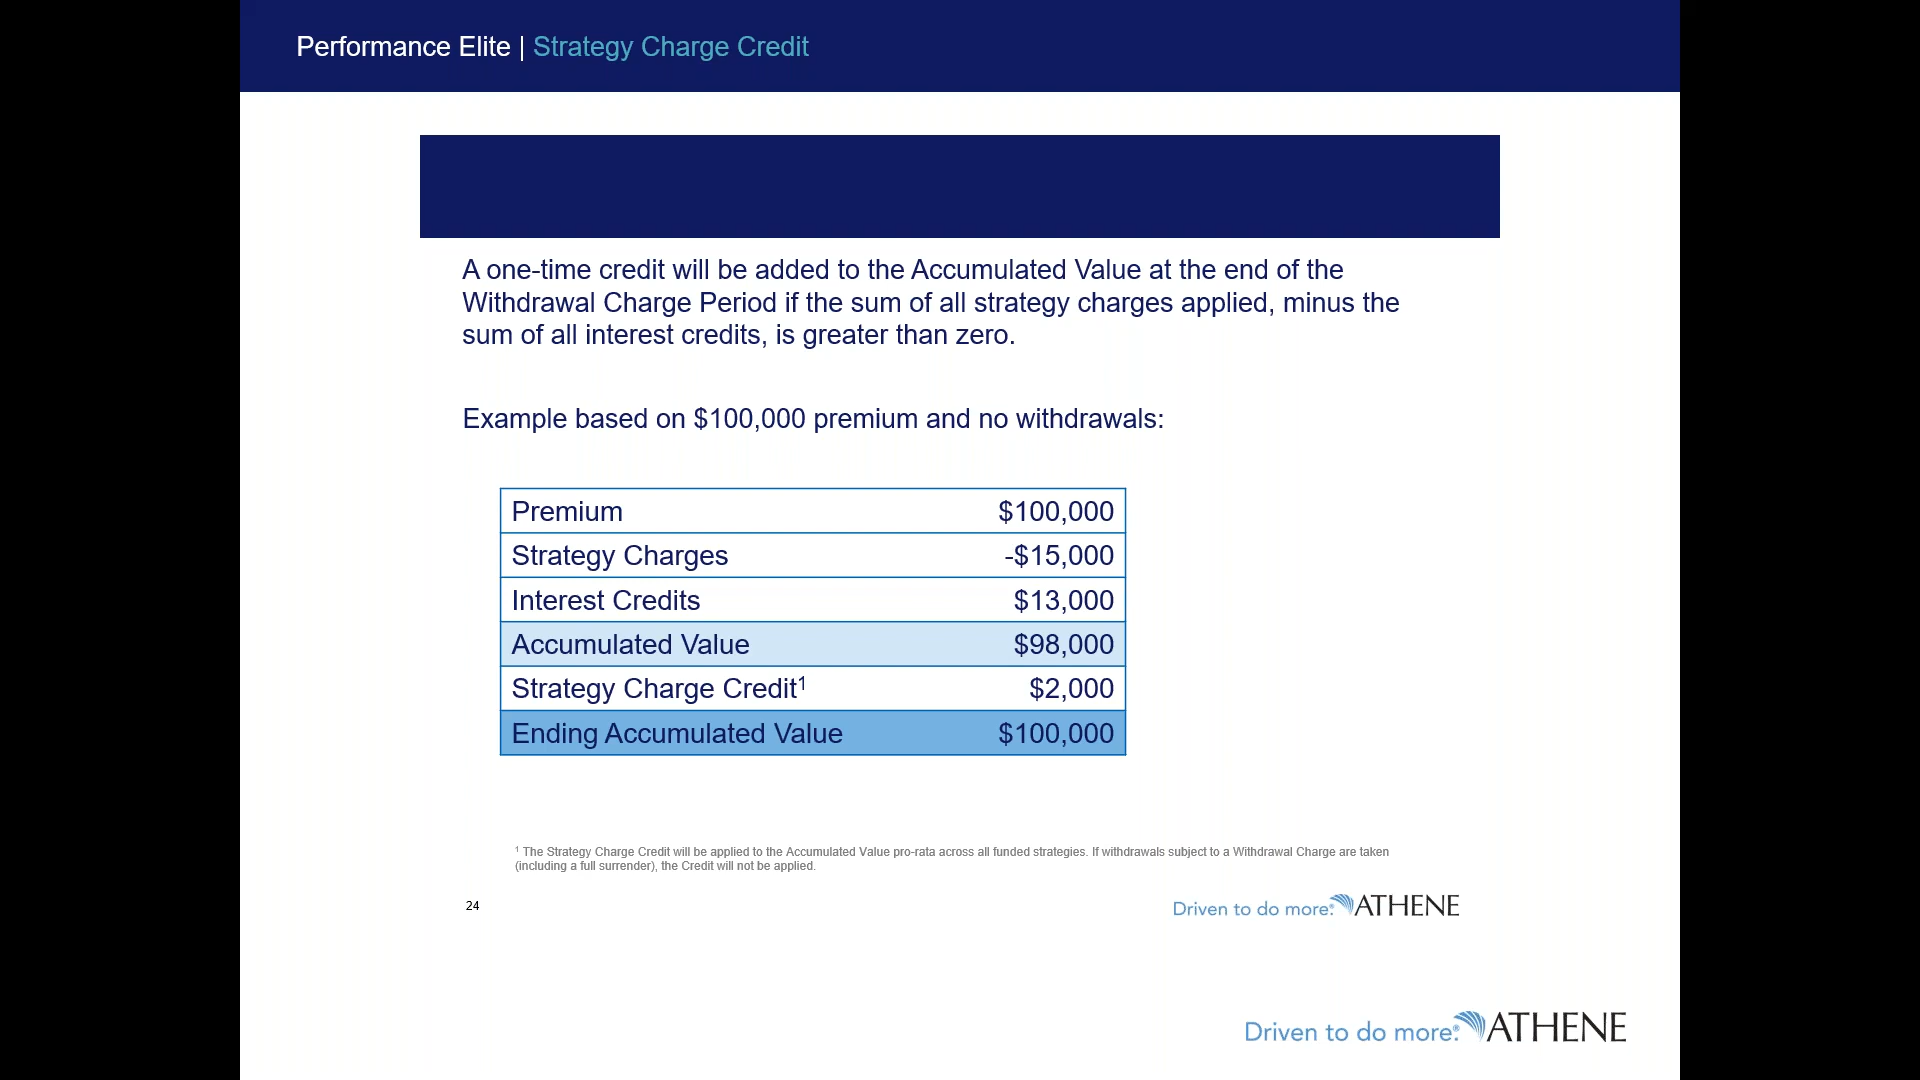 Performance Elite | Strategy Charge Credit
A one-time credit will be added to the Accumulated Value at the end of the
Withdrawal Charge Period if the sum of all strategy charges applied, minus the
sum of all interest credits, is greater than zero.
Example based on $100,000 premium and no withdrawals:
Premium $100,000
Strategy Charges -$15,000
Interest Credits $13,000
Accumulated Value $98,000
Strategy Charge Credit¹ $2,000
Ending Accumulated Value $100,000
¹ The Strategy Charge Credit will be applied to the Accumulated Value pro-rata across all funded strategies. If withdrawals subject to a Withdrawal Charge are taken
(including a full surrender), the Credit will not be applied.
24
Driven to do more.® ATHENE
Driven to do more.® ATHENE